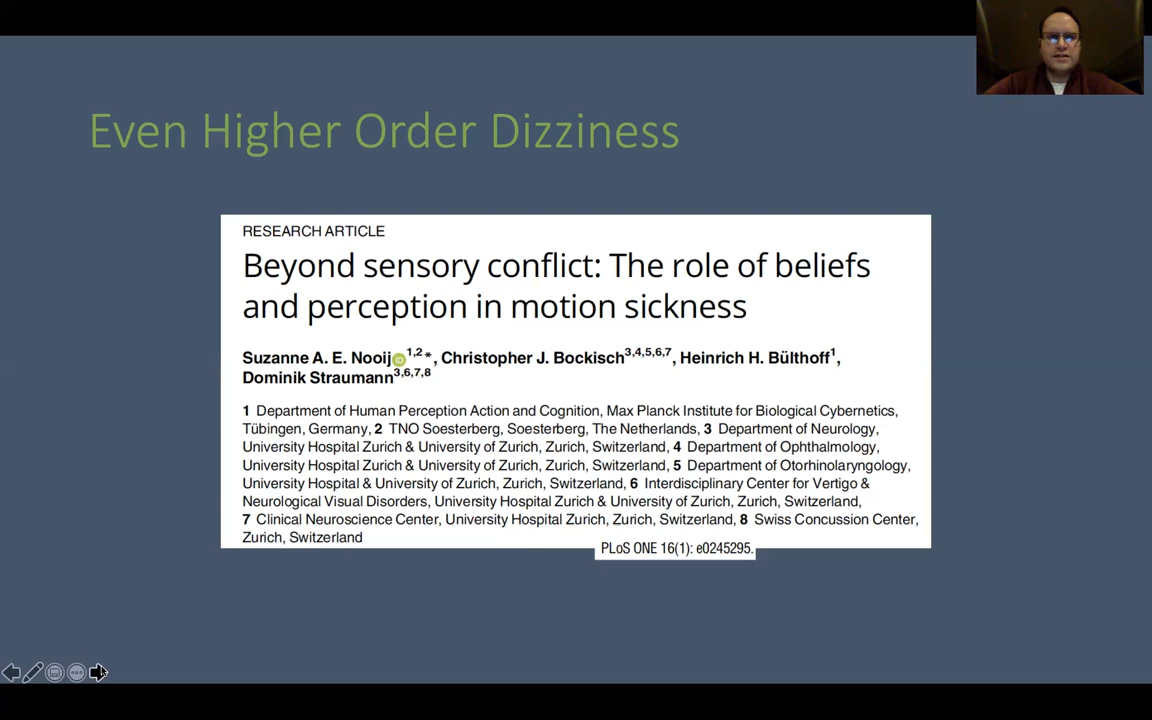 Even Higher Order Dizziness
RESEARCH ARTICLE
Beyond sensory conflict: The role of beliefs
and perception in motion sickness
Suzanne A. E. Nooij iD 1,2*, Christopher J. Bockisch3,4,5,6,7, Heinrich H. Bülthoff1,
Dominik Straumann3,6,7,8
1 Department of Human Perception Action and Cognition, Max Planck Institute for Biological Cybernetics,
Tübingen, Germany, 2 TNO Soesterberg, Soesterberg, The Netherlands, 3 Department of Neurology,
University Hospital Zurich & University of Zurich, Zurich, Switzerland, 4 Department of Ophthalmology,
University Hospital Zurich & University of Zurich, Zurich, Switzerland, 5 Department of Otorhinolaryngology,
University Hospital & University of Zurich, Zurich, Switzerland, 6 Interdisciplinary Center for Vertigo &
Neurological Visual Disorders, University Hospital Zurich & University of Zurich, Zurich, Switzerland,
7 Clinical Neuroscience Center, University Hospital Zurich, Zurich, Switzerland, 8 Swiss Concussion Center,
Zurich, Switzerland
PLoS ONE 16(1): e0245295.